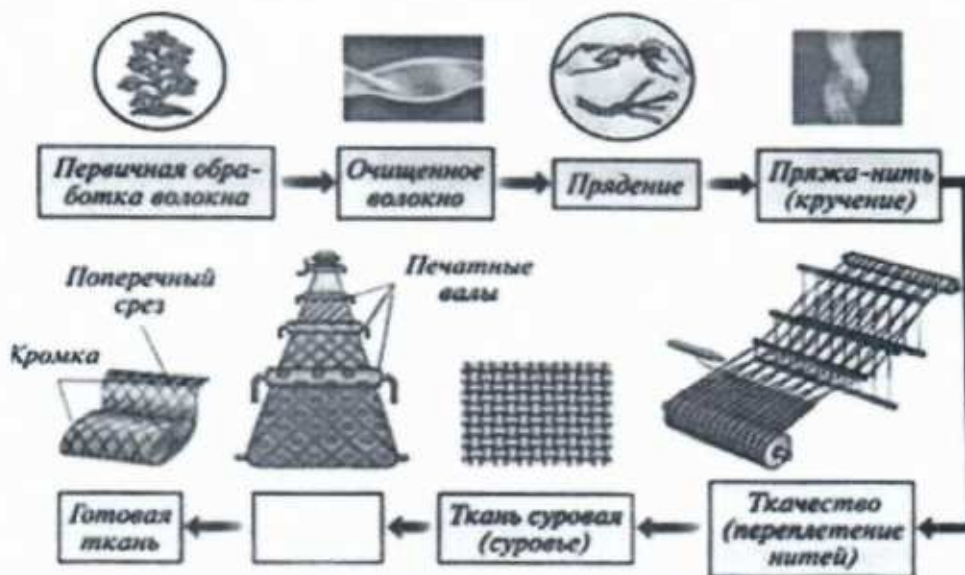 Первичная обра-
ботка волокна
Очищенное
волокно
Прядение
Пряжа-нить
(кручение)
Поперечный
срез
Кромка
Печатные
валы
Готовая
ткань
Ткань суровая
(суровье)
Ткачество
(переплетение
нитей)